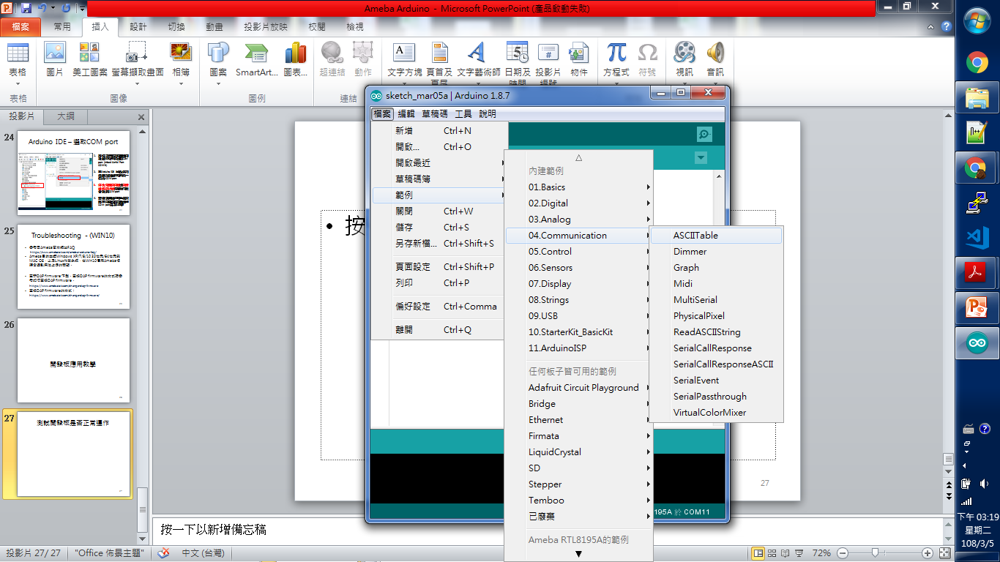 Ameba Arduino - Microsoft PowerPoint (產品啟動失敗)
檔案 常用 插入 設計 切換 動畫 投影片放映 校閱 檢視
表格 圖片 美工圖案 螢幕擷取畫面 相簿 圖案 SmartArt... 圖表... 超連結 動作 文字方塊 頁首及頁尾 文字藝術師 日期及時間 投影片編號 物件 方程式 符號 視訊 音訊
表格 圖像 圖例 連結
投影片 大綱
24
Arduino IDE – 選取COM port
25
Troubleshooting - (WIN10)
26
開發板應用教學
27
測試開發板是否正常運作
• 按
27
sketch_mar05a | Arduino 1.8.7
檔案 編輯 草稿碼 工具 說明
新增 Ctrl+N
開啟... Ctrl+O
開啟最近
草稿碼簿
範例
關閉 Ctrl+W
儲存 Ctrl+S
另存新檔... Ctrl+Shift+S
頁面設定 Ctrl+Shift+P
列印 Ctrl+P
偏好設定 Ctrl+Comma
離開 Ctrl+Q
內建範例
01.Basics
02.Digital
03.Analog
04.Communication
05.Control
06.Sensors
07.Display
08.Strings
09.USB
10.StarterKit_BasicKit
11.ArduinoISP
任何板子皆可用的範例
Adafruit Circuit Playground
Bridge
Ethernet
Firmata
LiquidCrystal
SD
Stepper
Temboo
已廢棄
Ameba RTL8195A的範例
ASCIITable
Dimmer
Graph
Midi
MultiSerial
PhysicalPixel
ReadASCIIString
SerialCallResponse
SerialCallResponseASCII
SerialEvent
SerialPassthrough
VirtualColorMixer
195A 於 COM11
按一下以新增備忘稿
投影片 27/ 27 "Office 佈景主題" 中文 (台灣) 72%
下午 03:19
星期二
108/3/5